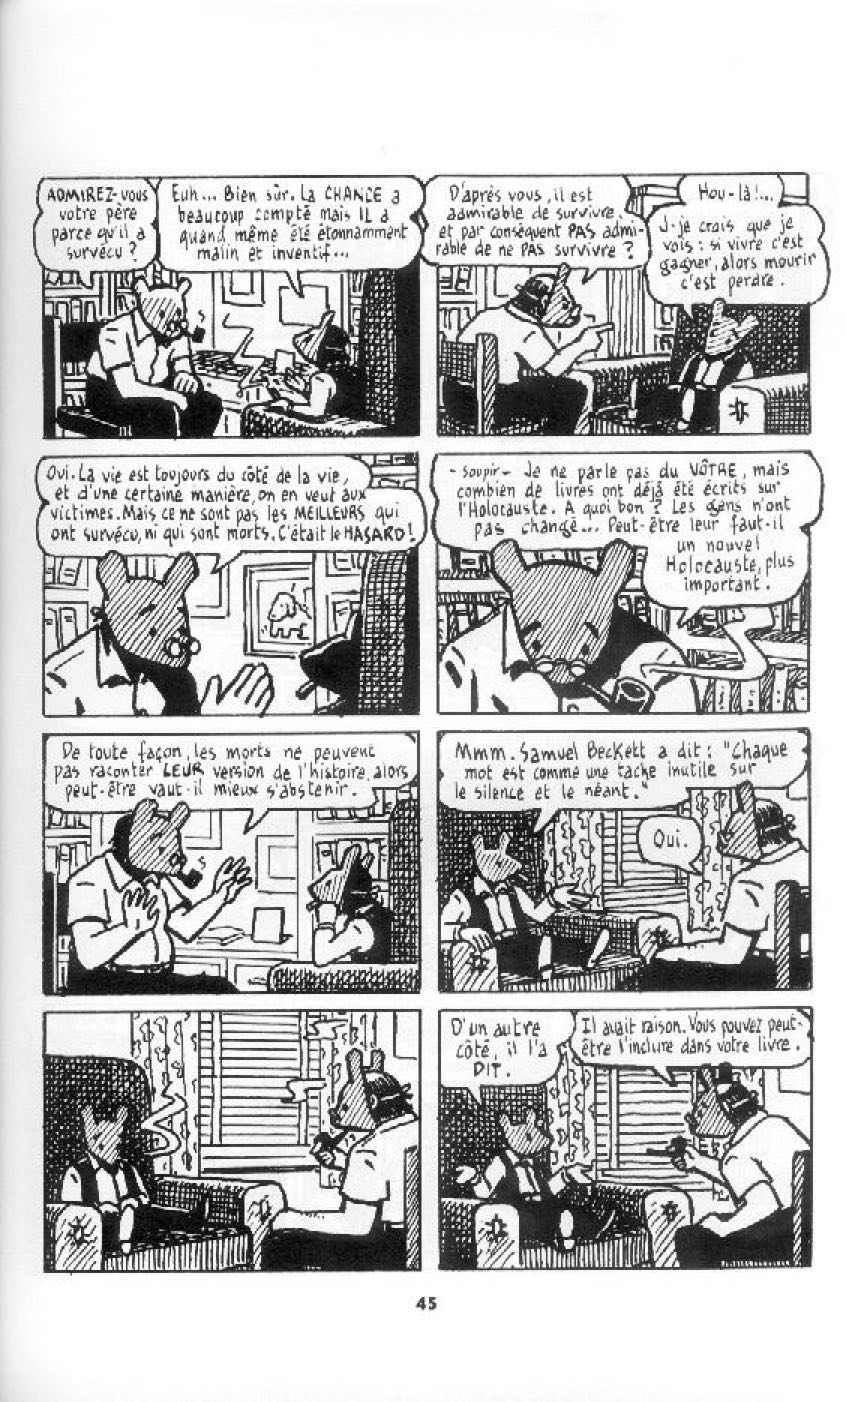 ADMIREZ-vous
votre père
parce qu'il a
survécu ?
Euh... Bien sûr. La CHANCE a
beaucoup compté mais IL a
quand même été étonnamment
malin et inventif...
D'après vous, il est
admirable de survivre,
et par conséquent PAS admi-
rable de ne PAS survivre ?
Hou-là !...
J-je crois que je
vois : si vivre c'est
gagner, alors mourir
c'est perdre.
Oui. La vie est toujours du côté de la vie,
et d'une certaine manière, on en veut aux
victimes. Mais ce ne sont pas les MEILLEURS qui
ont survécu, ni qui sont morts. C'était le HASARD !
- soupir - Je ne parle pas du VÔTRE, mais
combien de livres ont déjà été écrits sur
l'Holocauste. A quoi bon ? Les gens n'ont
pas changé... Peut-être leur faut-il
un nouvel
Holocauste, plus
important.
De toute façon, les morts ne peuvent
pas raconter LEUR version de l'histoire, alors
peut-être vaut-il mieux s'abstenir.
Mmm. Samuel Beckett a dit : "Chaque
mot est comme une tache inutile sur
le silence et le néant."
Oui.
D'un autre
côté, il l'a
DIT.
Il avait raison. Vous pouvez peut-
être l'inclure dans votre livre.
45